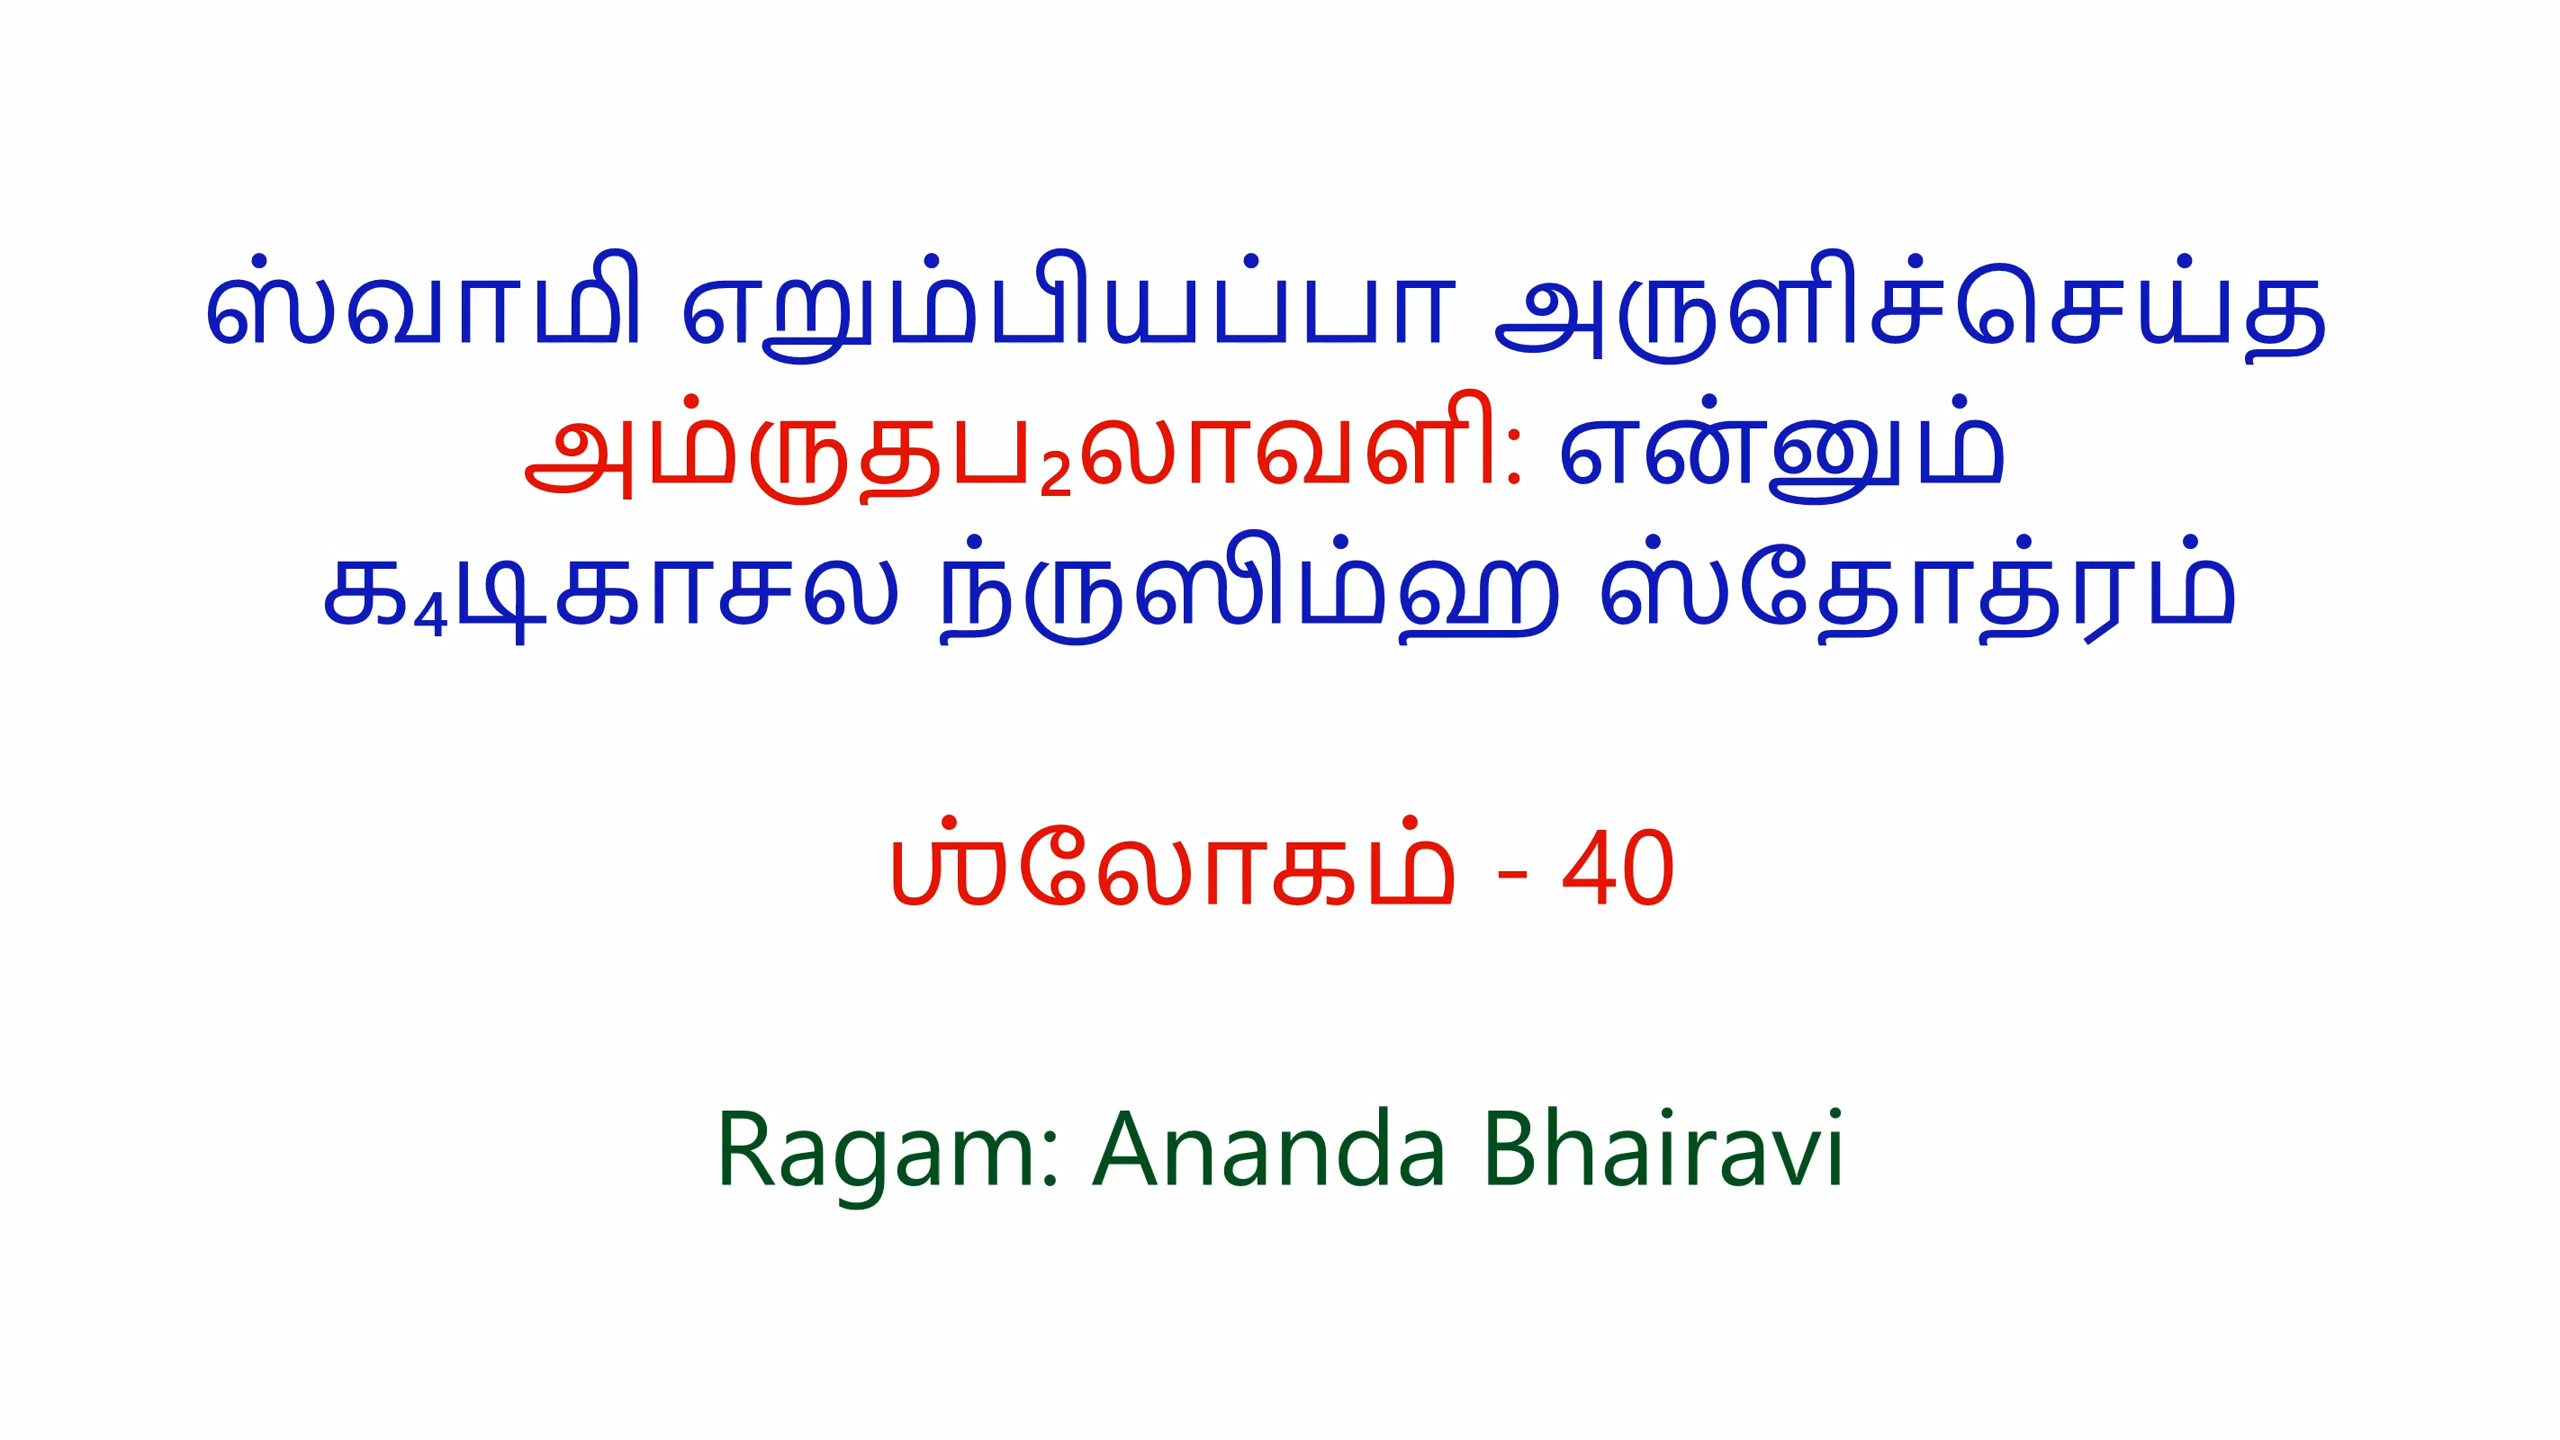 ஸ்வாமி எறும்பியப்பா அருளிச்செய்த
அம்ருதப₂லாவளி: என்னும்
க₄டிகாசல ந்ருஸிம்ஹ ஸ்தோத்ரம்
ஶ்லோகம் - 40
Ragam: Ananda Bhairavi